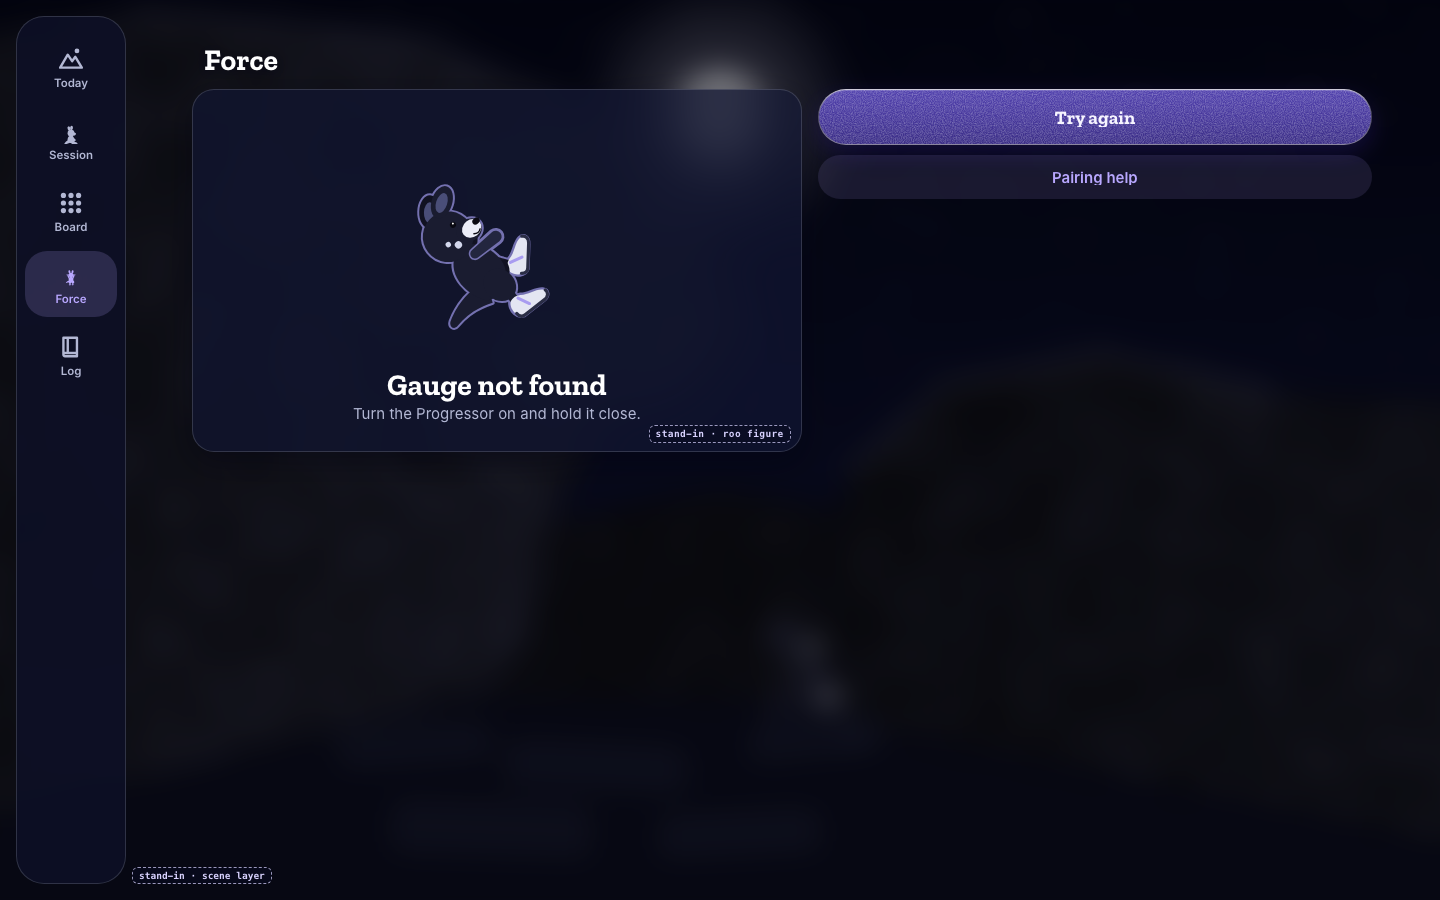 Today
Session
Board
Force
Log
Force
Gauge not found
Turn the Progressor on and hold it close.
stand-in · roo figure
Try again
Pairing help
stand-in · scene layer